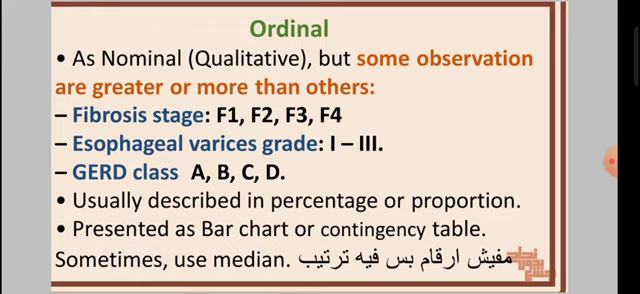 Ordinal
• As Nominal (Qualitative), but some observation
are greater or more than others:
– Fibrosis stage: F1, F2, F3, F4
– Esophageal varices grade: I – III.
– GERD class A, B, C, D.
• Usually described in percentage or proportion.
• Presented as Bar chart or contingency table.
Sometimes, use median. مفيش ارقام بس فيه ترتيب